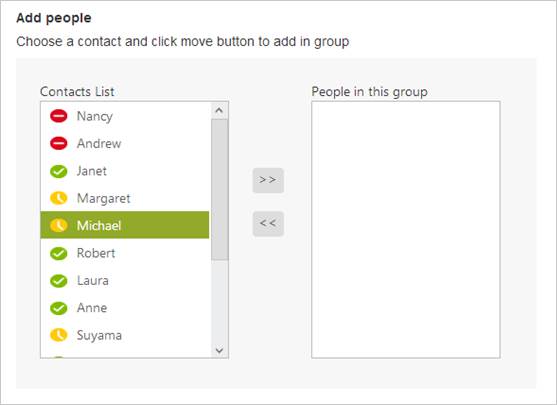 Add people
Choose a contact and click move button to add in group
Contacts List
Nancy
Andrew
Janet
Margaret
Michael
Robert
Laura
Anne
Suyama
>>
<<
People in this group